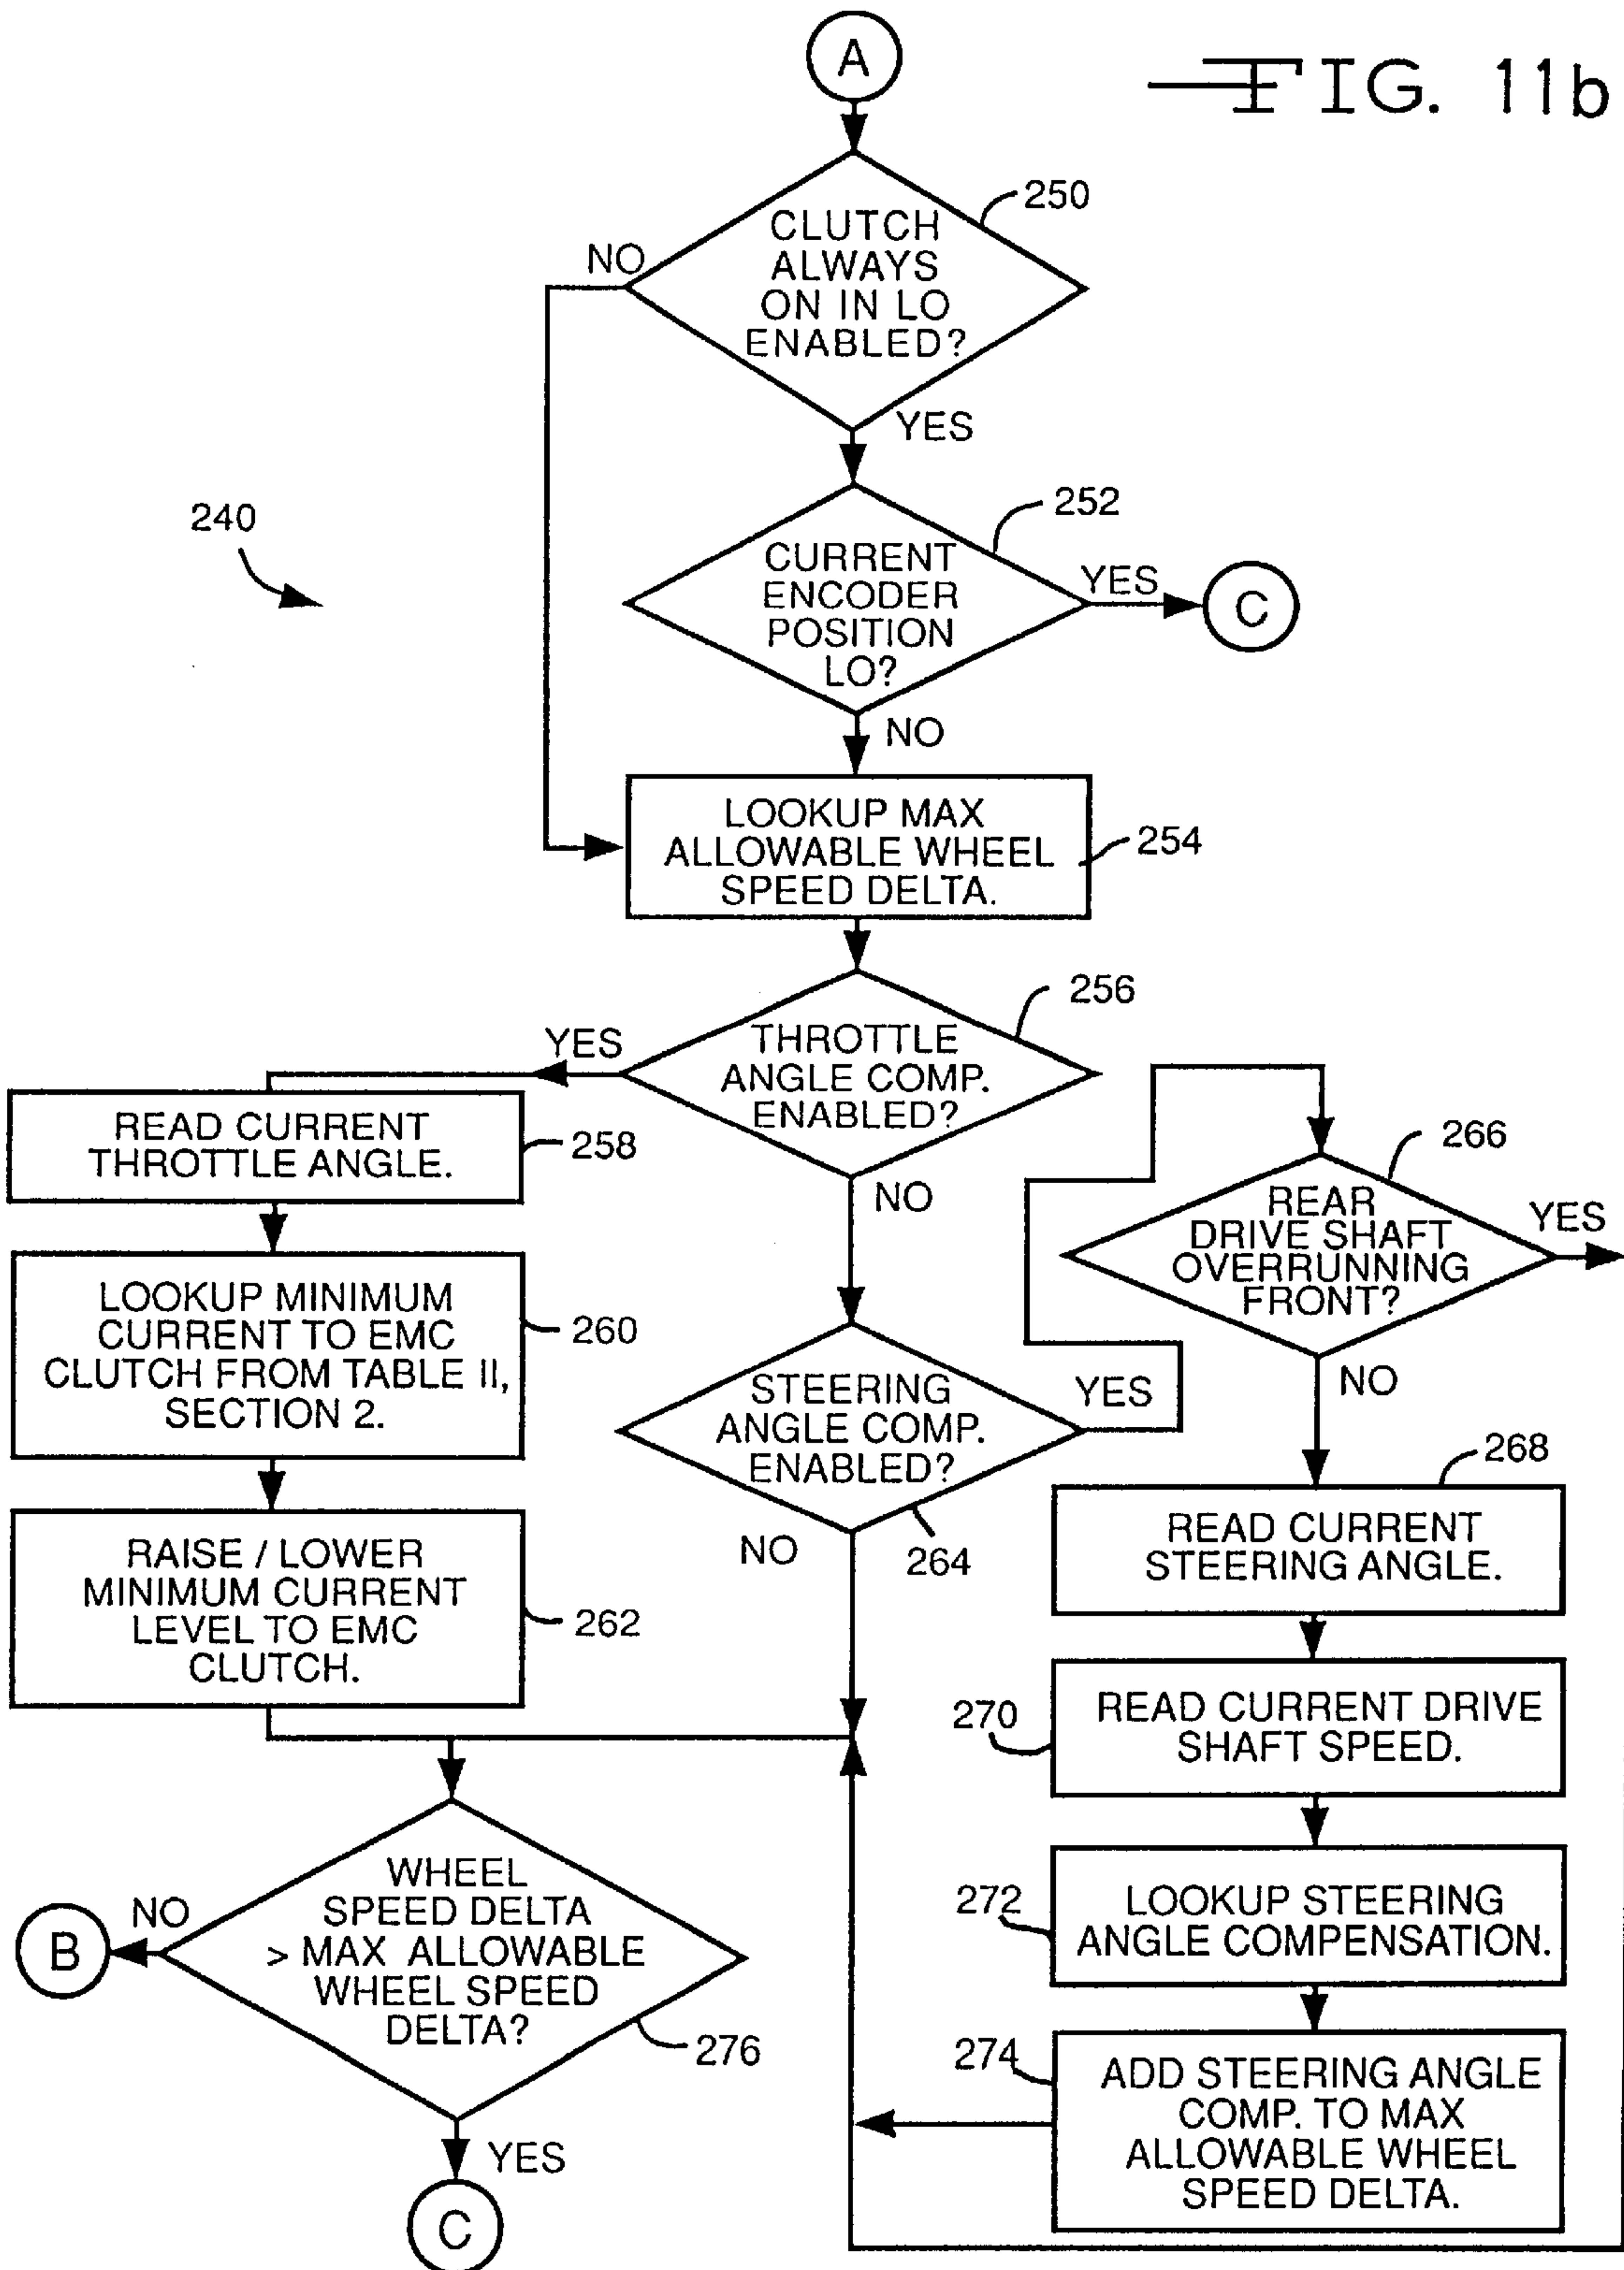 A
FIG. 11b
250
CLUTCH
ALWAYS
ON IN LO
ENABLED?
NO
YES
240
252
CURRENT
ENCODER
POSITION
LO?
YES
C
NO
LOOKUP MAX
ALLOWABLE WHEEL
SPEED DELTA.
254
256
THROTTLE
ANGLE COMP.
ENABLED?
YES
NO
READ CURRENT
THROTTLE ANGLE.
258
LOOKUP MINIMUM
CURRENT TO EMC
CLUTCH FROM TABLE II,
SECTION 2.
260
RAISE / LOWER
MINIMUM CURRENT
LEVEL TO EMC
CLUTCH.
262
STEERING
ANGLE COMP.
ENABLED?
YES
NO
264
266
REAR
DRIVE SHAFT
OVERRUNNING
FRONT?
YES
NO
268
READ CURRENT
STEERING ANGLE.
270
READ CURRENT DRIVE
SHAFT SPEED.
272
LOOKUP STEERING
ANGLE COMPENSATION.
274
ADD STEERING ANGLE
COMP. TO MAX
ALLOWABLE WHEEL
SPEED DELTA.
WHEEL
SPEED DELTA
> MAX ALLOWABLE
WHEEL SPEED
DELTA?
NO
B
276
YES
C